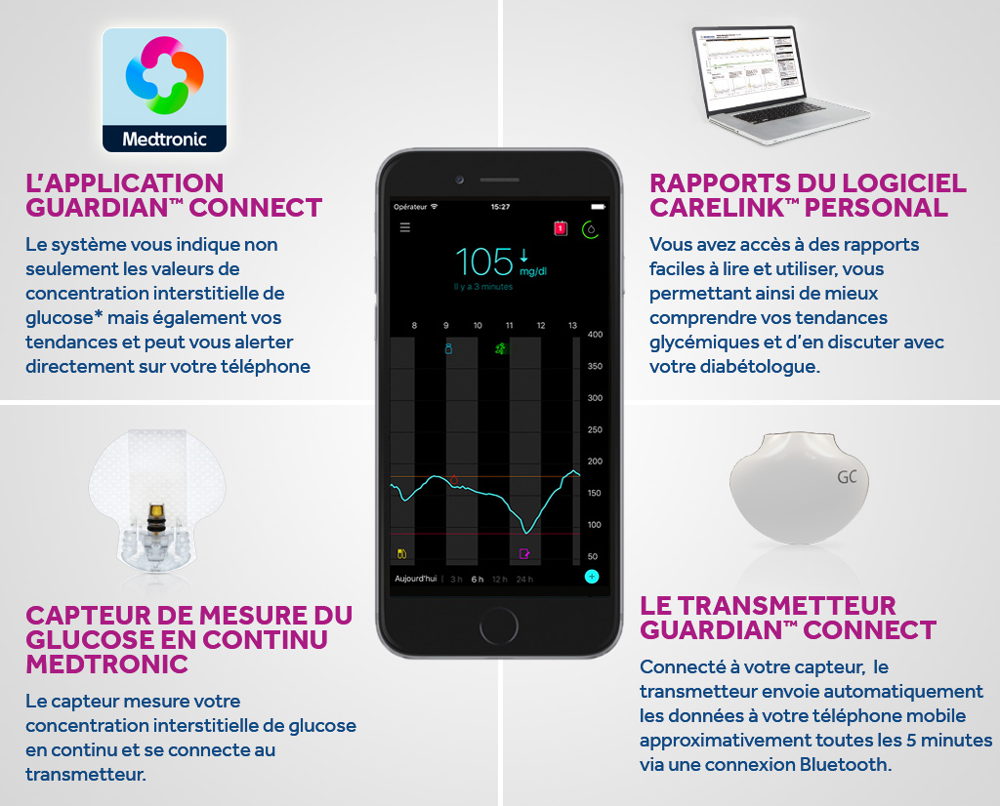 Medtronic
L'APPLICATION
GUARDIAN™ CONNECT
Le système vous indique non
seulement les valeurs de
concentration interstitielle de
glucose* mais également vos
tendances et peut vous alerter
directement sur votre téléphone
RAPPORTS DU LOGICIEL
CARELINK™ PERSONAL
Vous avez accès à des rapports
faciles à lire et utiliser, vous
permettant ainsi de mieux
comprendre vos tendances
glycémiques et d'en discuter avec
votre diabétologue.
Opérateur 15:27
1
105 mg/dl
Il y a 3 minutes
8 9 10 11 12 13
400
350
300
250
200
150
100
50
Aujourd'hui | 3 h 6 h 12 h 24 h
+
CAPTEUR DE MESURE DU
GLUCOSE EN CONTINU
MEDTRONIC
Le capteur mesure votre
concentration interstitielle de glucose
en continu et se connecte au
transmetteur.
GC
LE TRANSMETTEUR
GUARDIAN™ CONNECT
Connecté à votre capteur, le
transmetteur envoie automatiquement
les données à votre téléphone mobile
approximativement toutes les 5 minutes
via une connexion Bluetooth.